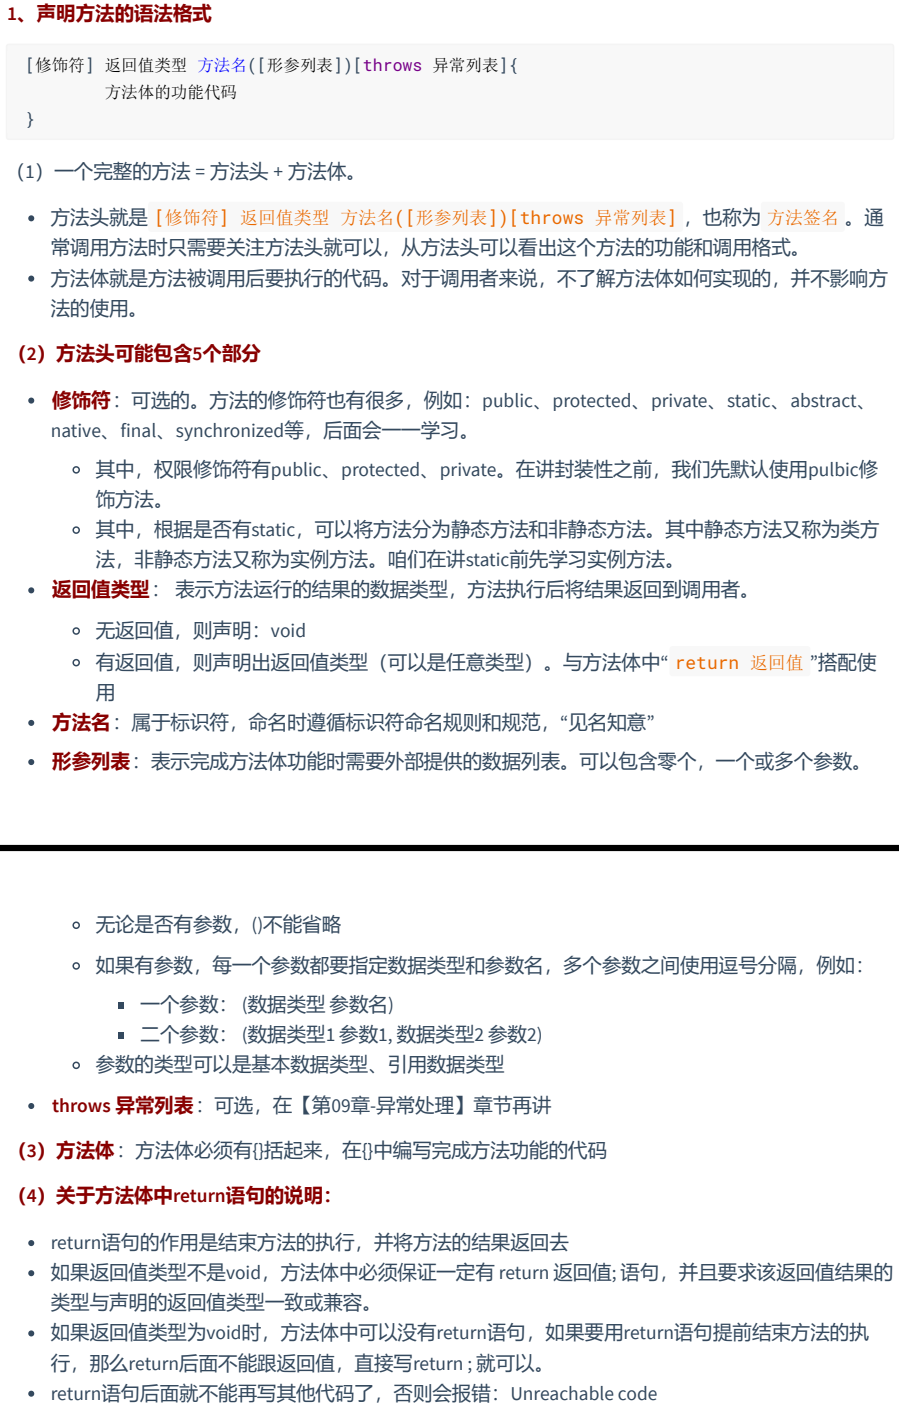 1、声明方法的语法格式
[修饰符] 返回值类型 方法名([形参列表])[throws 异常列表]{
方法体的功能代码
}
（1）一个完整的方法 = 方法头 + 方法体。
• 方法头就是 [修饰符] 返回值类型 方法名([形参列表])[throws 异常列表] ，也称为 方法签名 。通
常调用方法时只需要关注方法头就可以，从方法头可以看出这个方法的功能和调用格式。
• 方法体就是方法被调用后要执行的代码。对于调用者来说，不了解方法体如何实现的，并不影响方
法的使用。
（2）方法头可能包含5个部分
• 修饰符：可选的。方法的修饰符也有很多，例如：public、protected、private、static、abstract、
native、final、synchronized等，后面会一一学习。
◦ 其中，权限修饰符有public、protected、private。在讲封装性之前，我们先默认使用pulbic修
饰方法。
◦ 其中，根据是否有static，可以将方法分为静态方法和非静态方法。其中静态方法又称为类方
法，非静态方法又称为实例方法。咱们在讲static前先学习实例方法。
• 返回值类型： 表示方法运行的结果的数据类型，方法执行后将结果返回到调用者。
◦ 无返回值，则声明：void
◦ 有返回值，则声明出返回值类型（可以是任意类型）。与方法体中“ return 返回值 ”搭配使
用
• 方法名：属于标识符，命名时遵循标识符命名规则和规范，“见名知意”
• 形参列表：表示完成方法体功能时需要外部提供的数据列表。可以包含零个，一个或多个参数。
◦ 无论是否有参数，()不能省略
◦ 如果有参数，每一个参数都要指定数据类型和参数名，多个参数之间使用逗号分隔，例如：
▪ 一个参数： (数据类型 参数名)
▪ 二个参数： (数据类型1 参数1, 数据类型2 参数2)
◦ 参数的类型可以是基本数据类型、引用数据类型
• throws 异常列表：可选，在【第09章-异常处理】章节再讲
（3）方法体：方法体必须有{}括起来，在{}中编写完成方法功能的代码
（4）关于方法体中return语句的说明：
• return语句的作用是结束方法的执行，并将方法的结果返回去
• 如果返回值类型不是void，方法体中必须保证一定有 return 返回值; 语句，并且要求该返回值结果的
类型与声明的返回值类型一致或兼容。
• 如果返回值类型为void时，方法体中可以没有return语句，如果要用return语句提前结束方法的执
行，那么return后面不能跟返回值，直接写return ; 就可以。
• return语句后面就不能再写其他代码了，否则会报错：Unreachable code